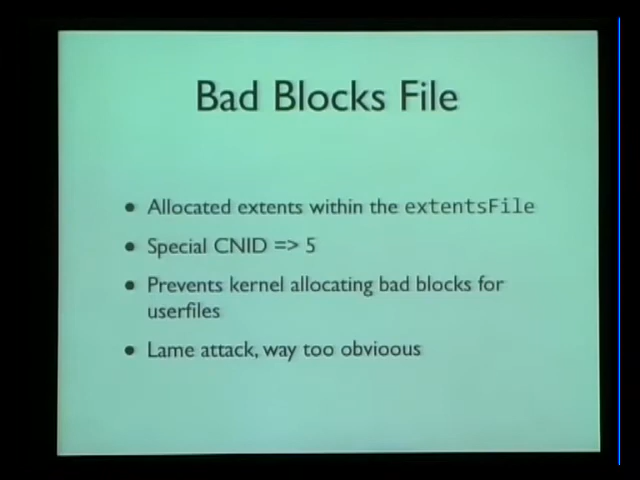 Bad Blocks File
• Allocated extents within the extentsFile
• Special CNID => 5
• Prevents kernel allocating bad blocks for
userfiles
• Lame attack, way too obvioous